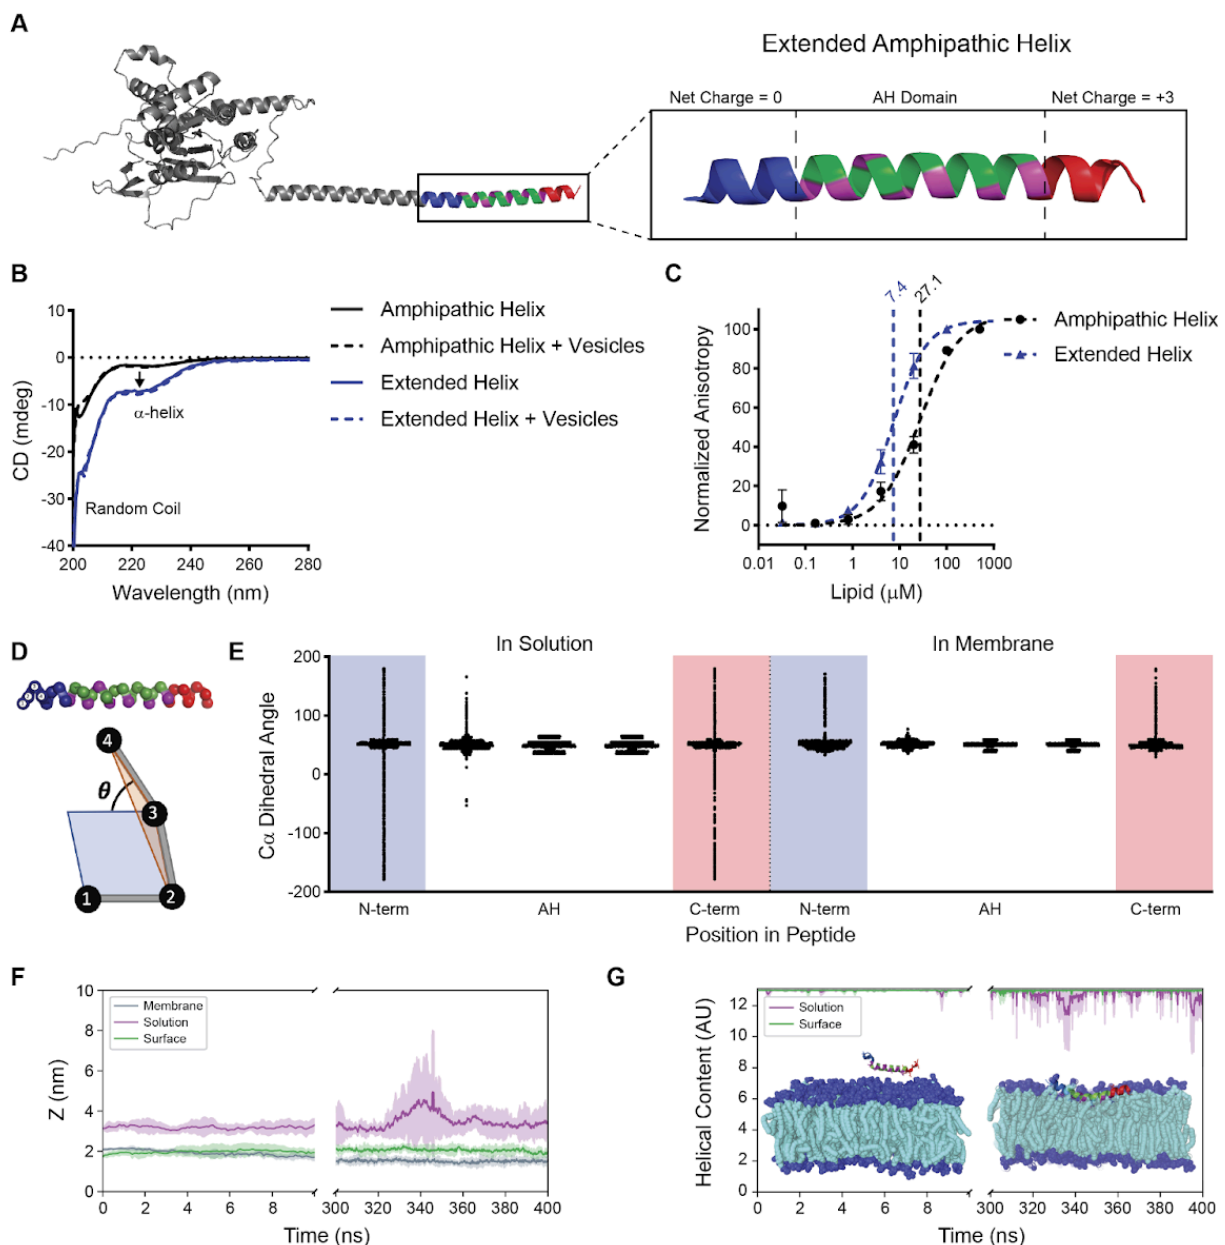 A
Extended Amphipathic Helix
Net Charge = 0
AH Domain
Net Charge = +3
B
10
0
-10
-20
-30
-40
CD (mdeg)
α-helix
Random Coil
200
220
240
260
280
Wavelength (nm)
Amphipathic Helix
Amphipathic Helix + Vesicles
Extended Helix
Extended Helix + Vesicles
C
7.4
27.1
100
80
60
40
20
0
Normalized Anisotropy
0.01
0.1
1
10
100
1000
Lipid (μM)
Amphipathic Helix
Extended Helix
D
4
θ
3
1
2
E
In Solution
In Membrane
200
100
0
-100
-200
Cα Dihedral Angle
N-term
AH
C-term
N-term
AH
C-term
Position in Peptide
F
10
8
6
4
2
0
Z (nm)
Membrane
Solution
Surface
0
2
4
6
8
300
320
340
360
380
400
Time (ns)
G
12
10
8
6
4
2
0
Helical Content (AU)
Solution
Surface
0
2
4
6
8
300
320
340
360
380
400
Time (ns)